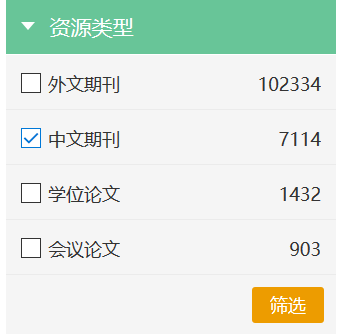 资源类型
外文期刊 102334
中文期刊 7114
学位论文 1432
会议论文 903
筛选